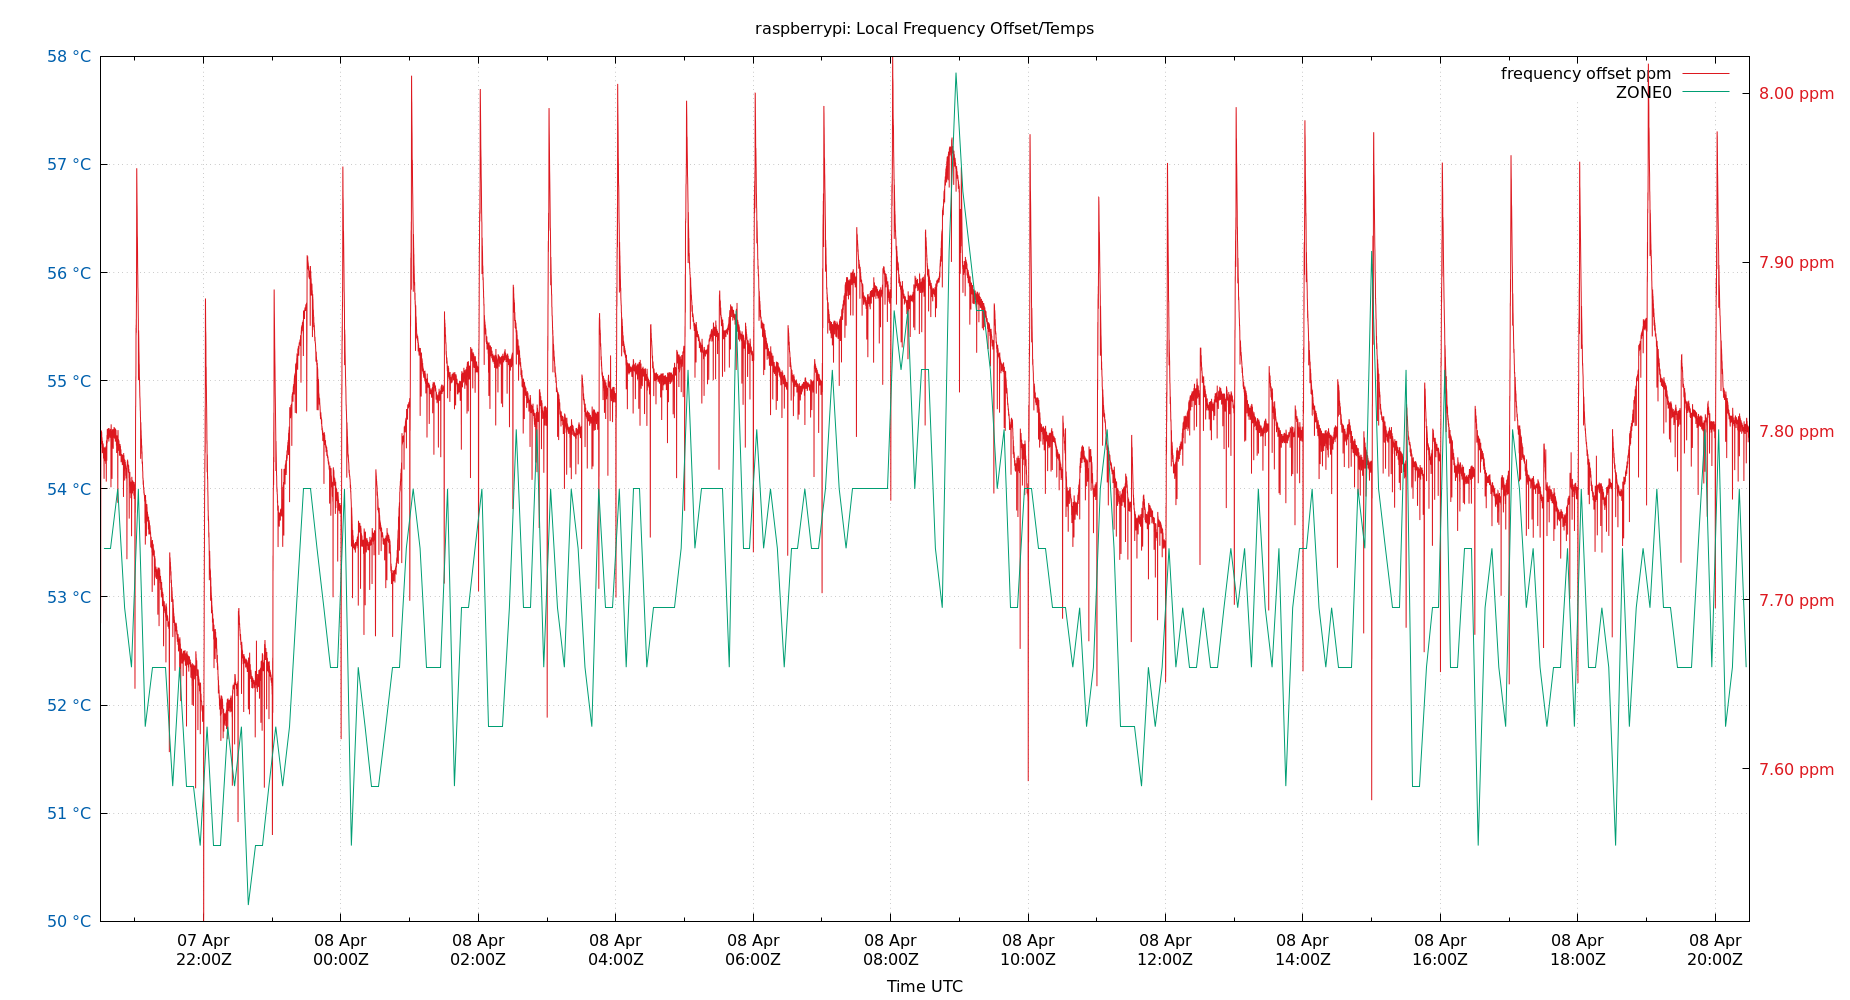 raspberrypi: Local Frequency Offset/Temps
58 °C
57 °C
56 °C
55 °C
54 °C
53 °C
52 °C
51 °C
50 °C
frequency offset ppm
ZONE0
8.00 ppm
7.90 ppm
7.80 ppm
7.70 ppm
7.60 ppm
07 Apr
22:00Z
08 Apr
00:00Z
08 Apr
02:00Z
08 Apr
04:00Z
08 Apr
06:00Z
08 Apr
08:00Z
08 Apr
10:00Z
08 Apr
12:00Z
08 Apr
14:00Z
08 Apr
16:00Z
08 Apr
18:00Z
08 Apr
20:00Z
Time UTC